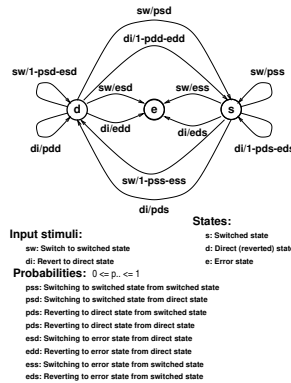 sw/psd
di/1-pdd-edd
sw/1-psd-esd
sw/esd
sw/ess
sw/pss
d
e
s
di/pdd
di/edd
di/eds
di/1-pds-eds
sw/1-pss-ess
di/pds
Input stimuli:
sw: Switch to switched state
di: Revert to direct state
States:
s: Switched state
d: Direct (reverted) state
e: Error state
Probabilities: 0 <= p.. <= 1
pss: Switching to switched state from switched state
psd: Switching to switched state from direct state
pds: Reverting to direct state from switched state
pds: Reverting to direct state from direct state
esd: Switching to error state from direct state
edd: Reverting to error state from direct state
ess: Switching to error state from switched state
eds: Reverting to error state from switched state